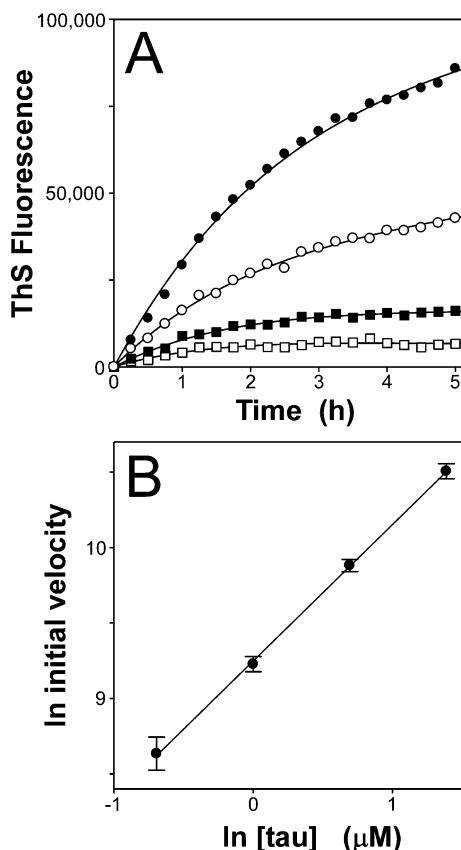 A
100,000
50,000
0
ThS Fluorescence
0 1 2 3 4 5
Time (h)
B
10
9
ln initial velocity
-1 0 1
ln [tau] (μM)